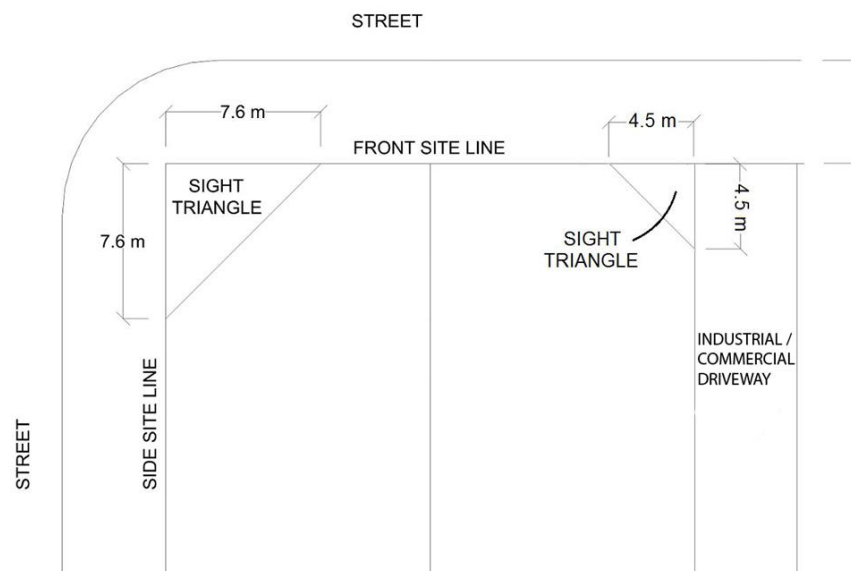 STREET
7.6 m
4.5 m
FRONT SITE LINE
SIGHT
TRIANGLE
4.5 m
7.6 m
SIGHT
TRIANGLE
INDUSTRIAL /
COMMERCIAL
DRIVEWAY
SIDE SITE LINE
STREET